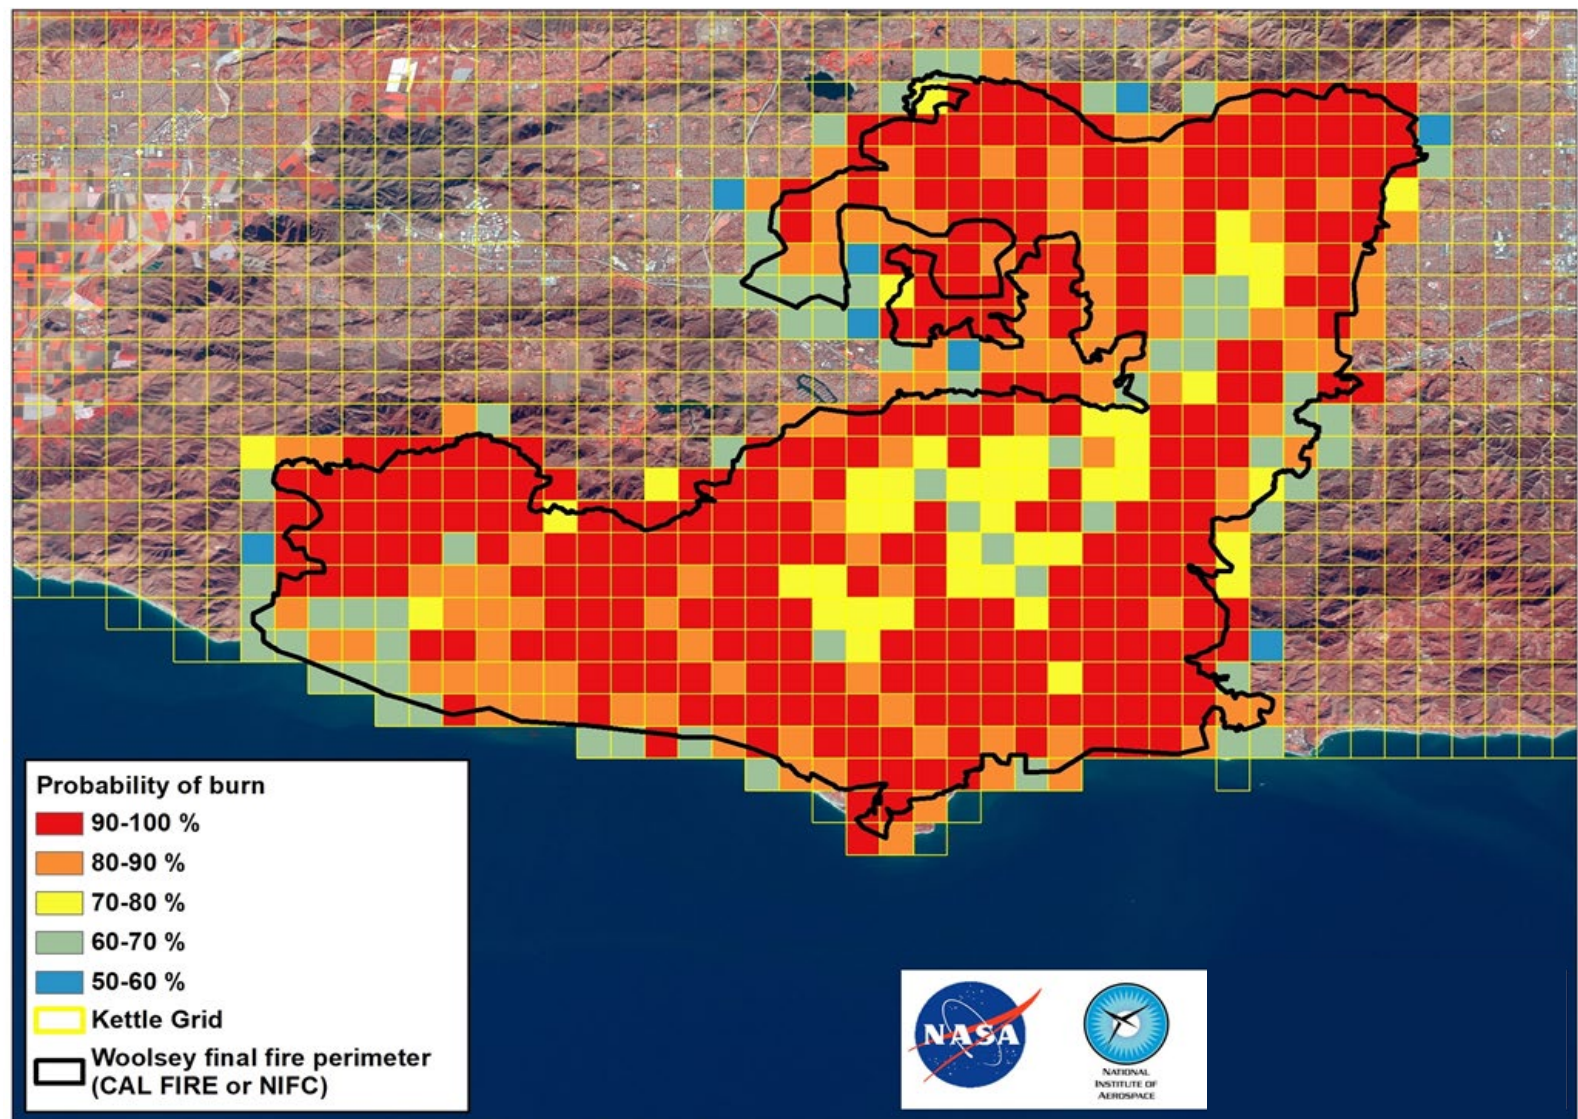 Probability of burn
90-100 %
80-90 %
70-80 %
60-70 %
50-60 %
Kettle Grid
Woolsey final fire perimeter
(CAL FIRE or NIFC)
NASA
NATIONAL
INSTITUTE OF
AEROSPACE